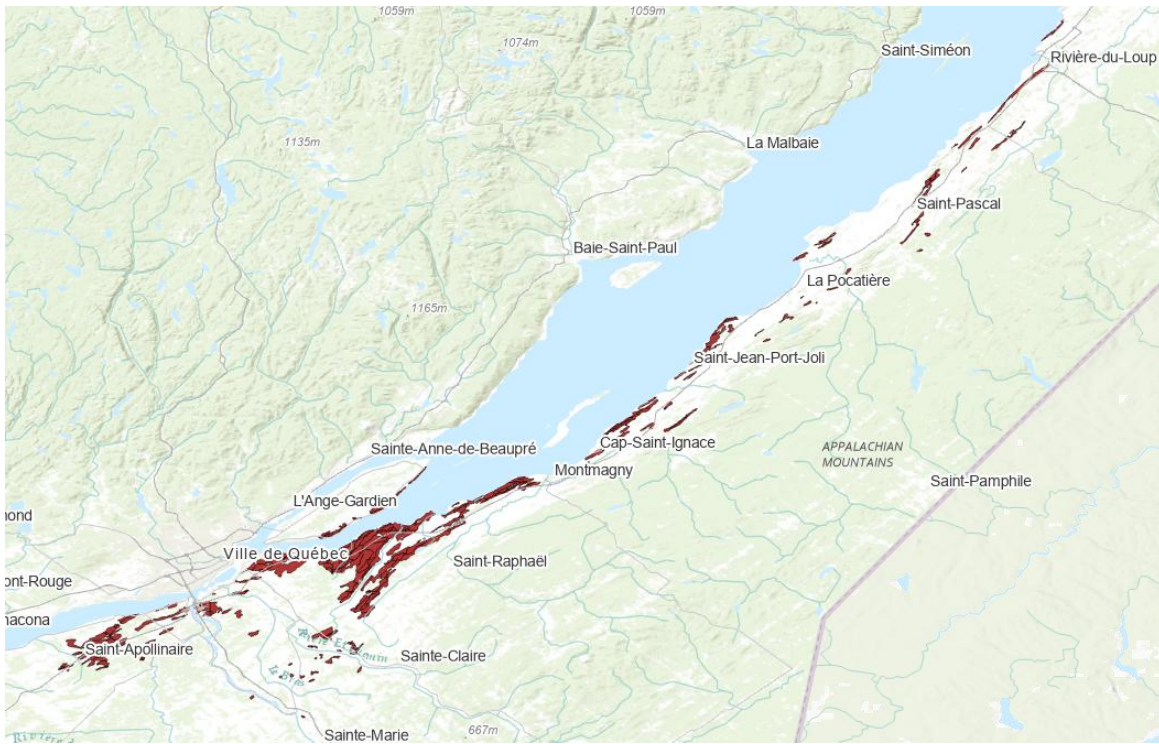 1059m
1059m
1074m
Saint-Siméon
Rivière-du-Loup
1135m
La Malbaie
Saint-Pascal
Baie-Saint-Paul
La Pocatière
1165m
Saint-Jean-Port-Joli
Cap-Saint-Ignace
APPALACHIAN
MOUNTAINS
Sainte-Anne-de-Beaupré
Montmagny
Saint-Pamphile
L'Ange-Gardien
mond
Ville de Québec
Saint-Raphaël
ont-Rouge
nacona
Saint-Apollinaire
Sainte-Claire
Sainte-Marie
667m